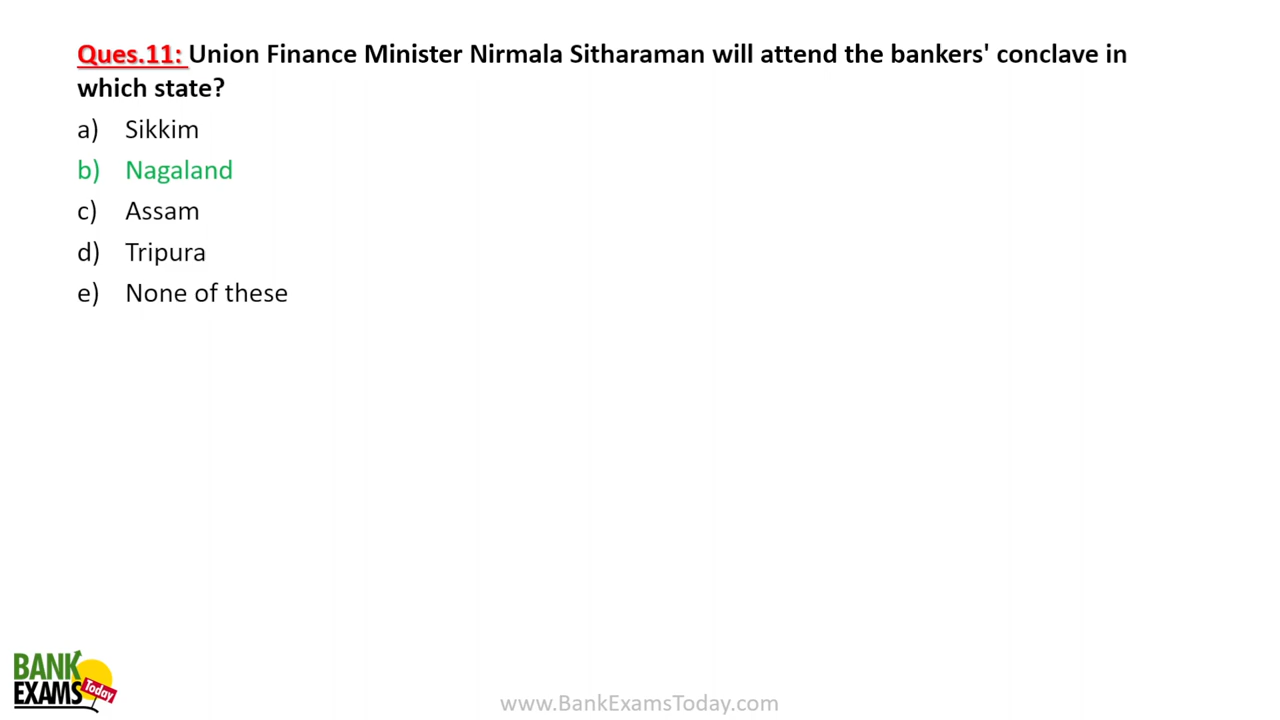 Ques.11: Union Finance Minister Nirmala Sitharaman will attend the bankers' conclave in
which state?
a) Sikkim
b) Nagaland
c) Assam
d) Tripura
e) None of these
BANK
EXAMS
Today
www.BankExamsToday.com